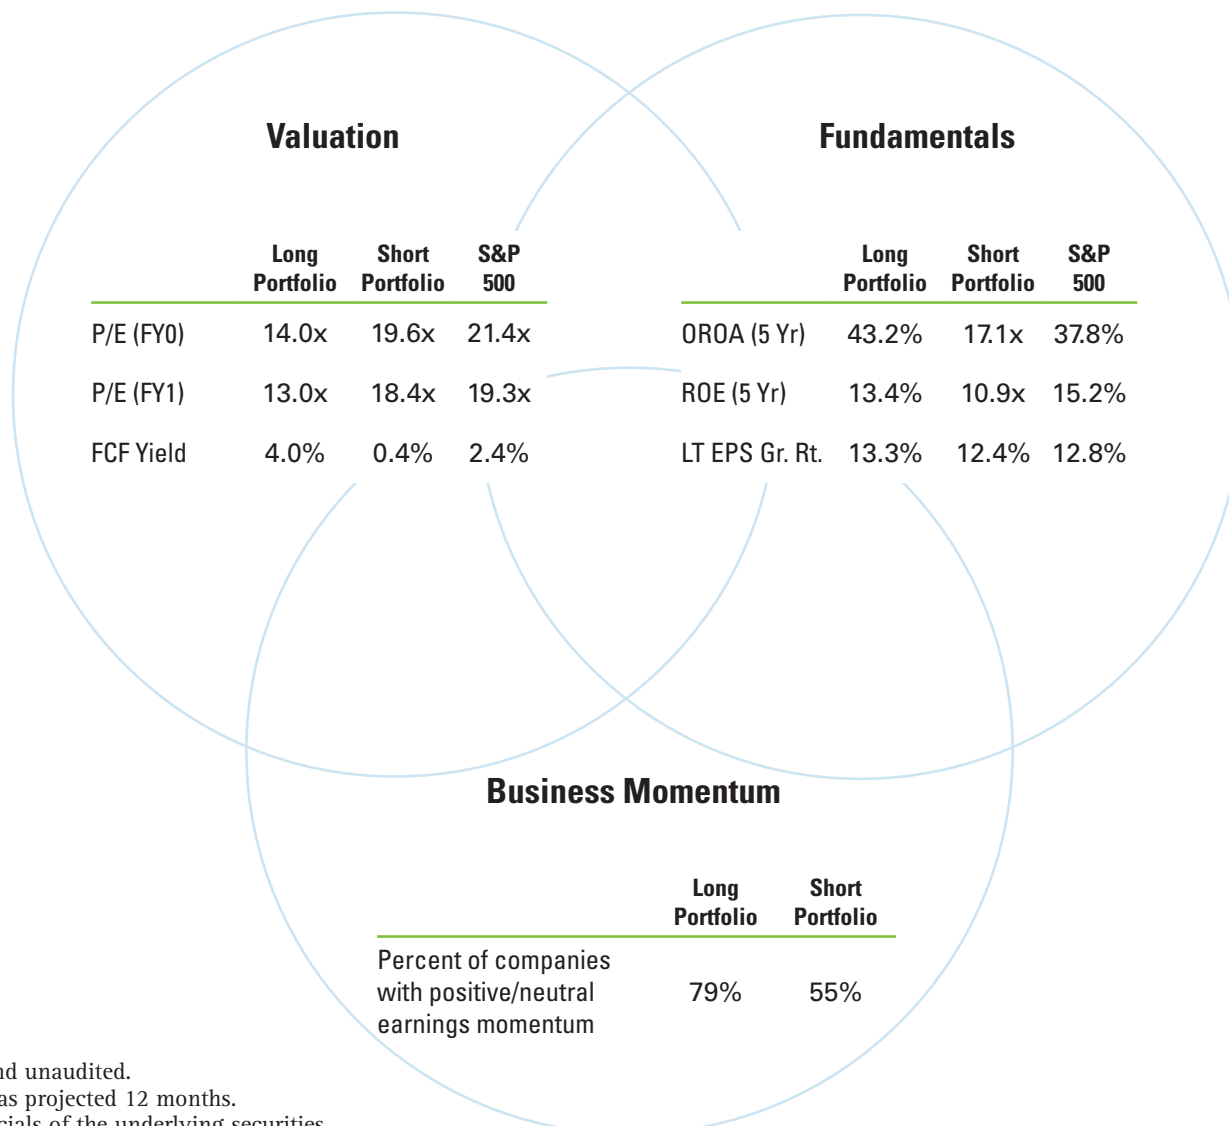 Valuation
Long Short S&P
Portfolio Portfolio 500
P/E (FY0) 14.0x 19.6x 21.4x
P/E (FY1) 13.0x 18.4x 19.3x
FCF Yield 4.0% 0.4% 2.4%
Fundamentals
Long Short S&P
Portfolio Portfolio 500
OROA (5 Yr) 43.2% 17.1x 37.8%
ROE (5 Yr) 13.4% 10.9x 15.2%
LT EPS Gr. Rt. 13.3% 12.4% 12.8%
Business Momentum
Long Short
Portfolio Portfolio
Percent of companies
with positive/neutral 79% 55%
earnings momentum
unaudited.
as projected 12 months.
of the underlying securities